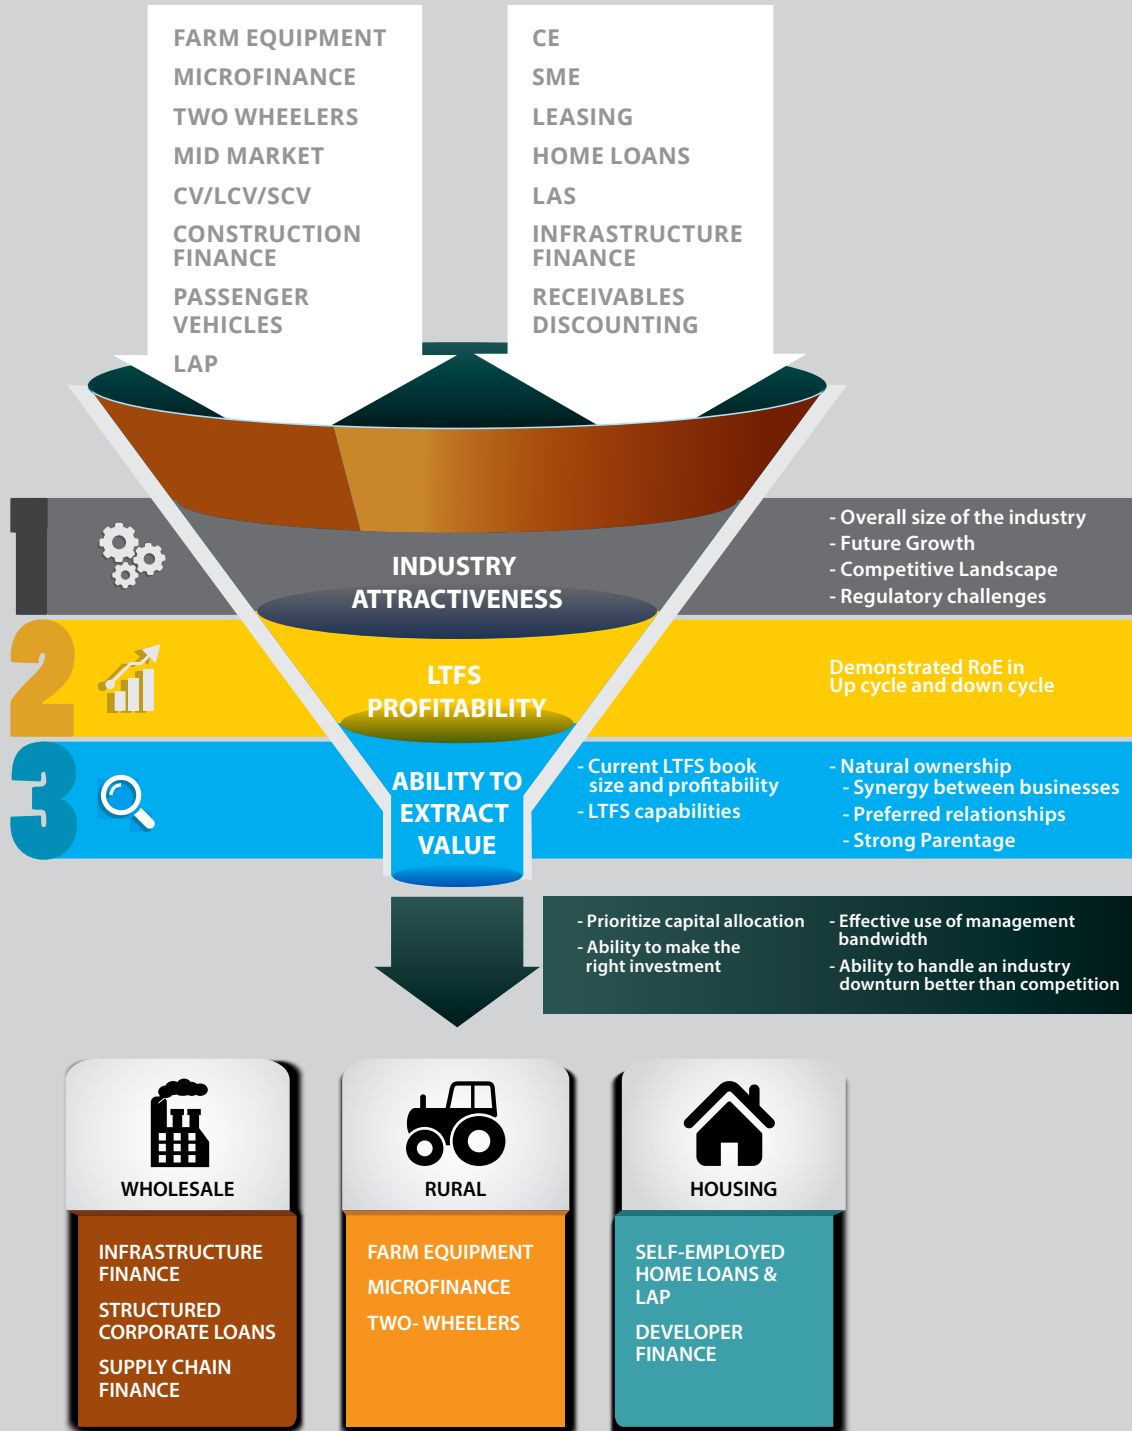 FARM EQUIPMENT
MICROFINANCE
TWO WHEELERS
MID MARKET
CV/LCV/SCV
CONSTRUCTION
FINANCE
PASSENGER
VEHICLES
LAP
CE
SME
LEASING
HOME LOANS
LAS
INFRASTRUCTURE
FINANCE
RECEIVABLES
DISCOUNTING
1
INDUSTRY
ATTRACTIVENESS
- Overall size of the industry
- Future Growth
- Competitive Landscape
- Regulatory challenges
2
LTFS
PROFITABILITY
Demonstrated RoE in
Up cycle and down cycle
3
ABILITY TO
EXTRACT
VALUE
- Current LTFS book
size and profitability
- LTFS capabilities
- Natural ownership
- Synergy between businesses
- Preferred relationships
- Strong Parentage
- Prioritize capital allocation
- Ability to make the
right investment
- Effective use of management
bandwidth
- Ability to handle an industry
downturn better than competition
WHOLESALE
INFRASTRUCTURE
FINANCE
STRUCTURED
CORPORATE LOANS
SUPPLY CHAIN
FINANCE
RURAL
FARM EQUIPMENT
MICROFINANCE
TWO- WHEELERS
HOUSING
SELF-EMPLOYED
HOME LOANS &
LAP
DEVELOPER
FINANCE